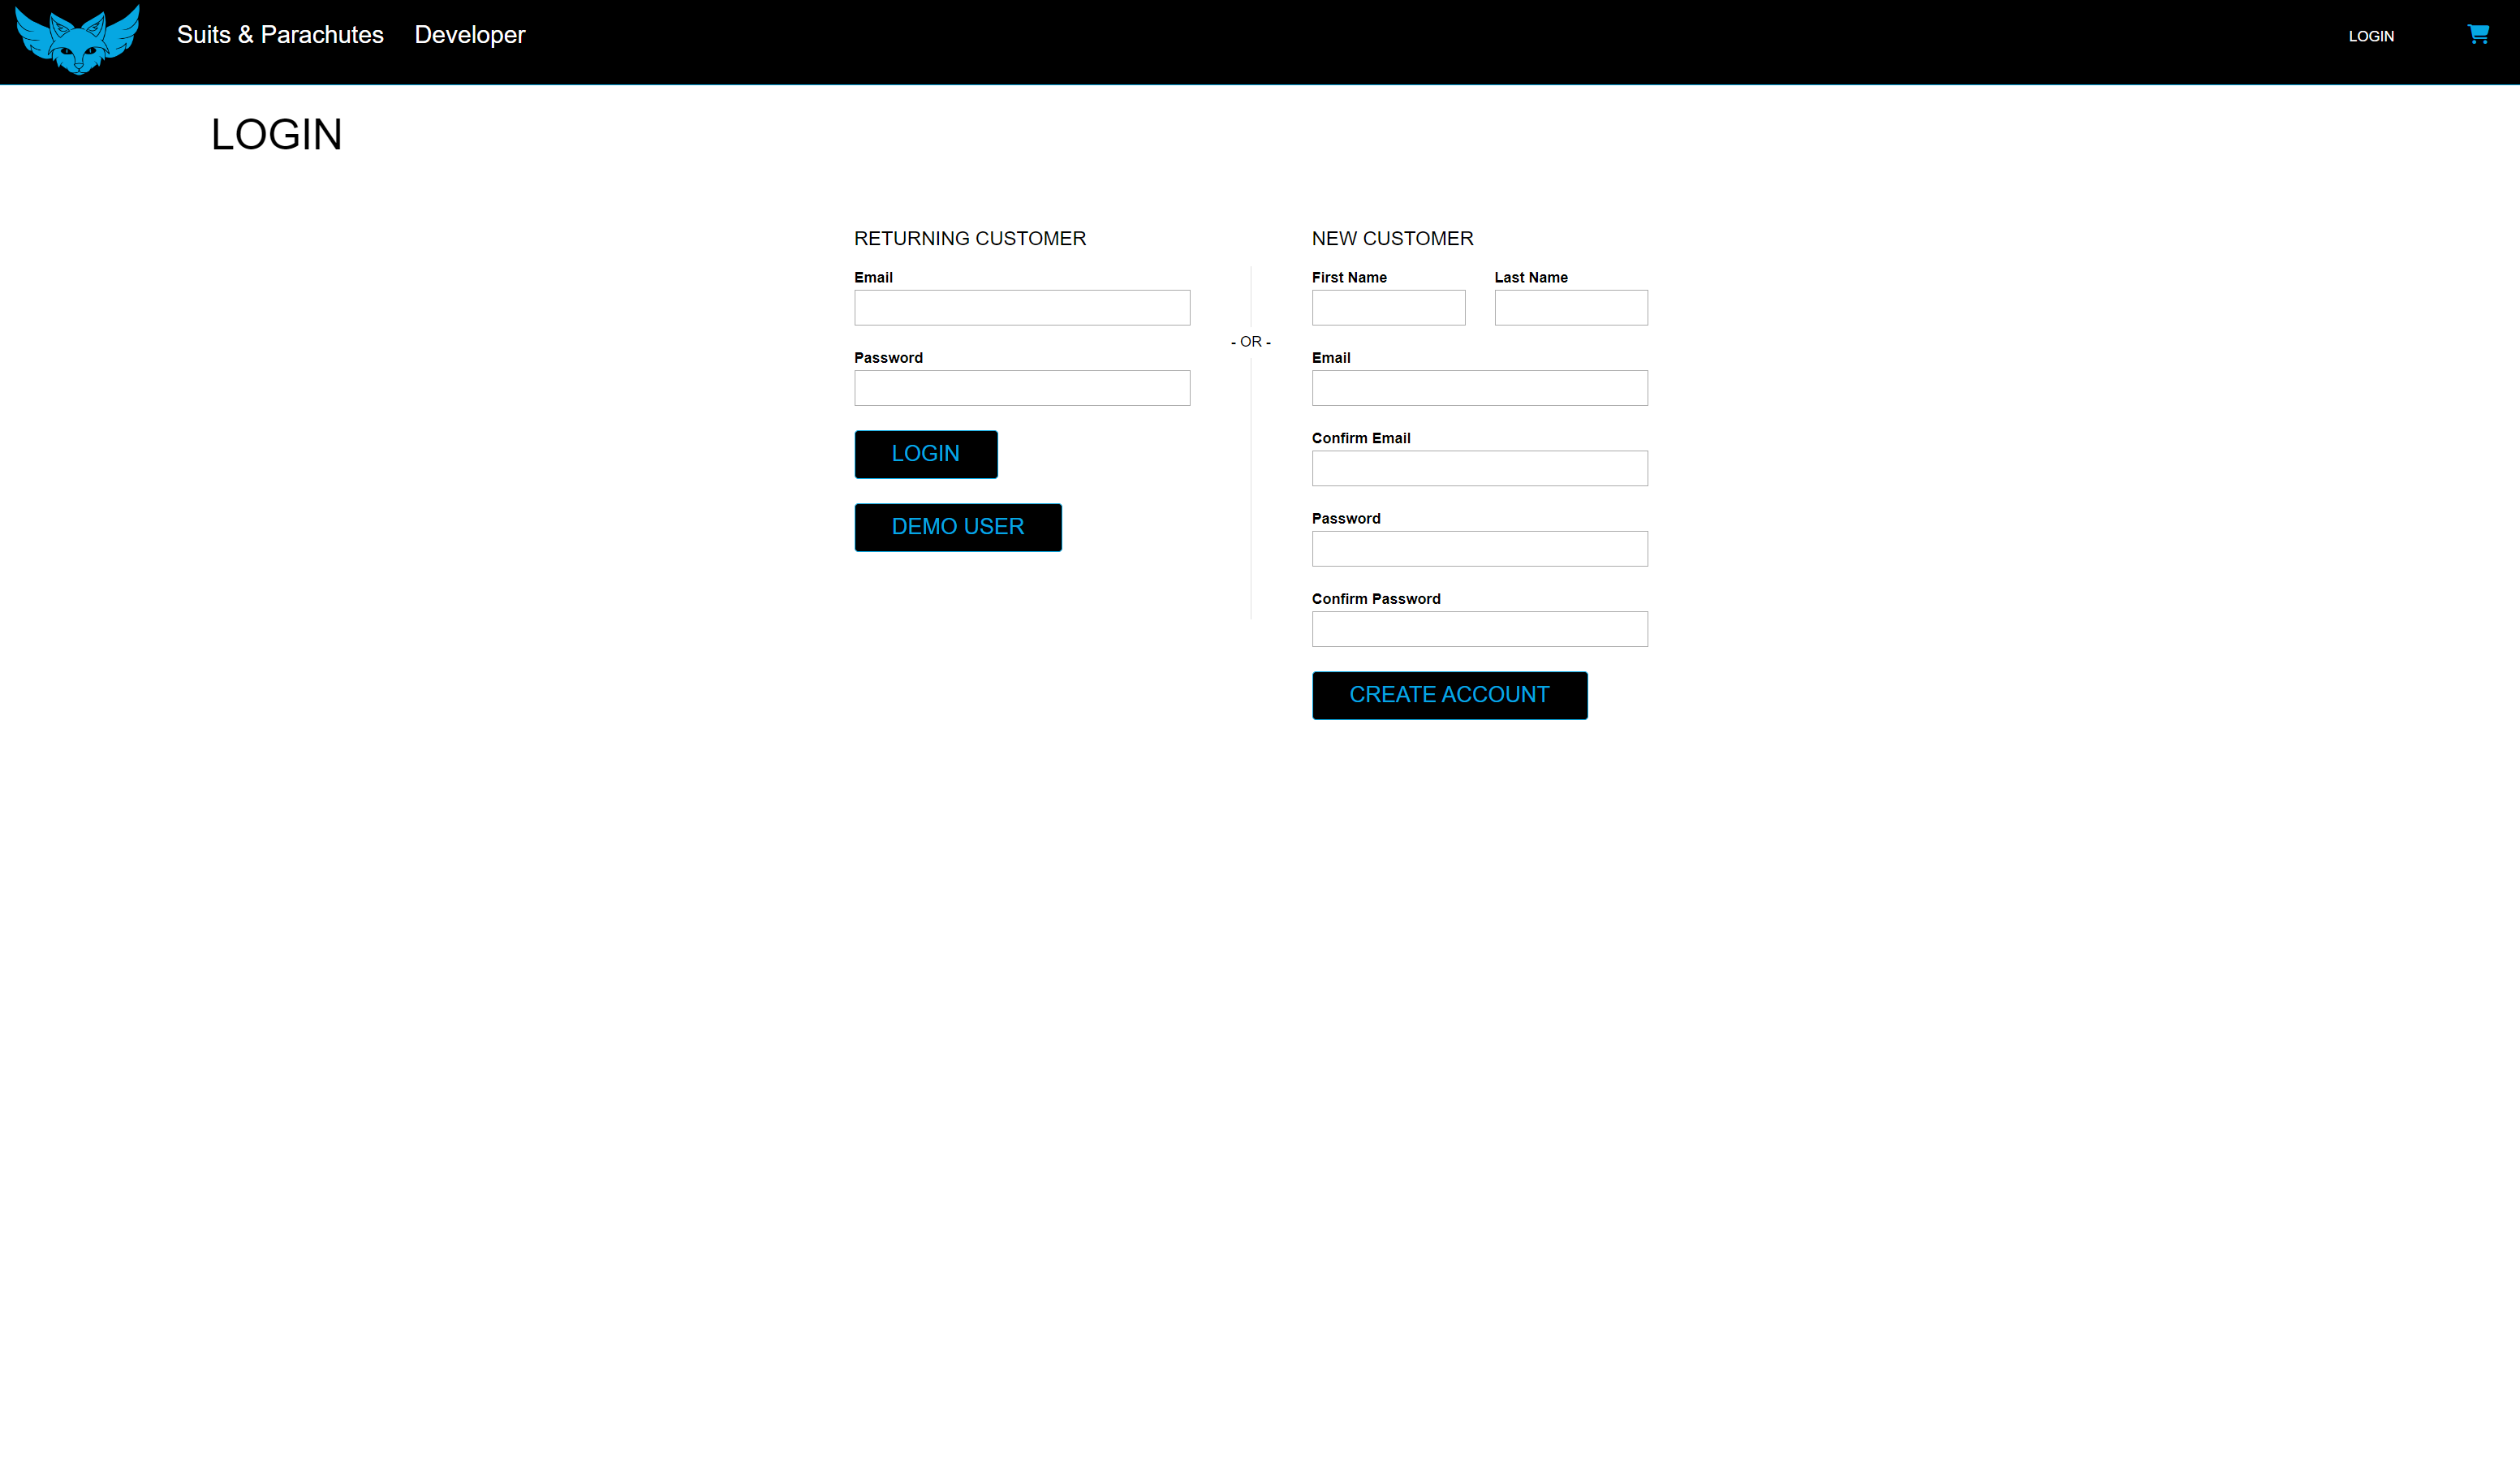 Suits & Parachutes Developer LOGIN
LOGIN
RETURNING CUSTOMER
Email
Password
LOGIN
DEMO USER
- OR -
NEW CUSTOMER
First Name Last Name
Email
Confirm Email
Password
Confirm Password
CREATE ACCOUNT